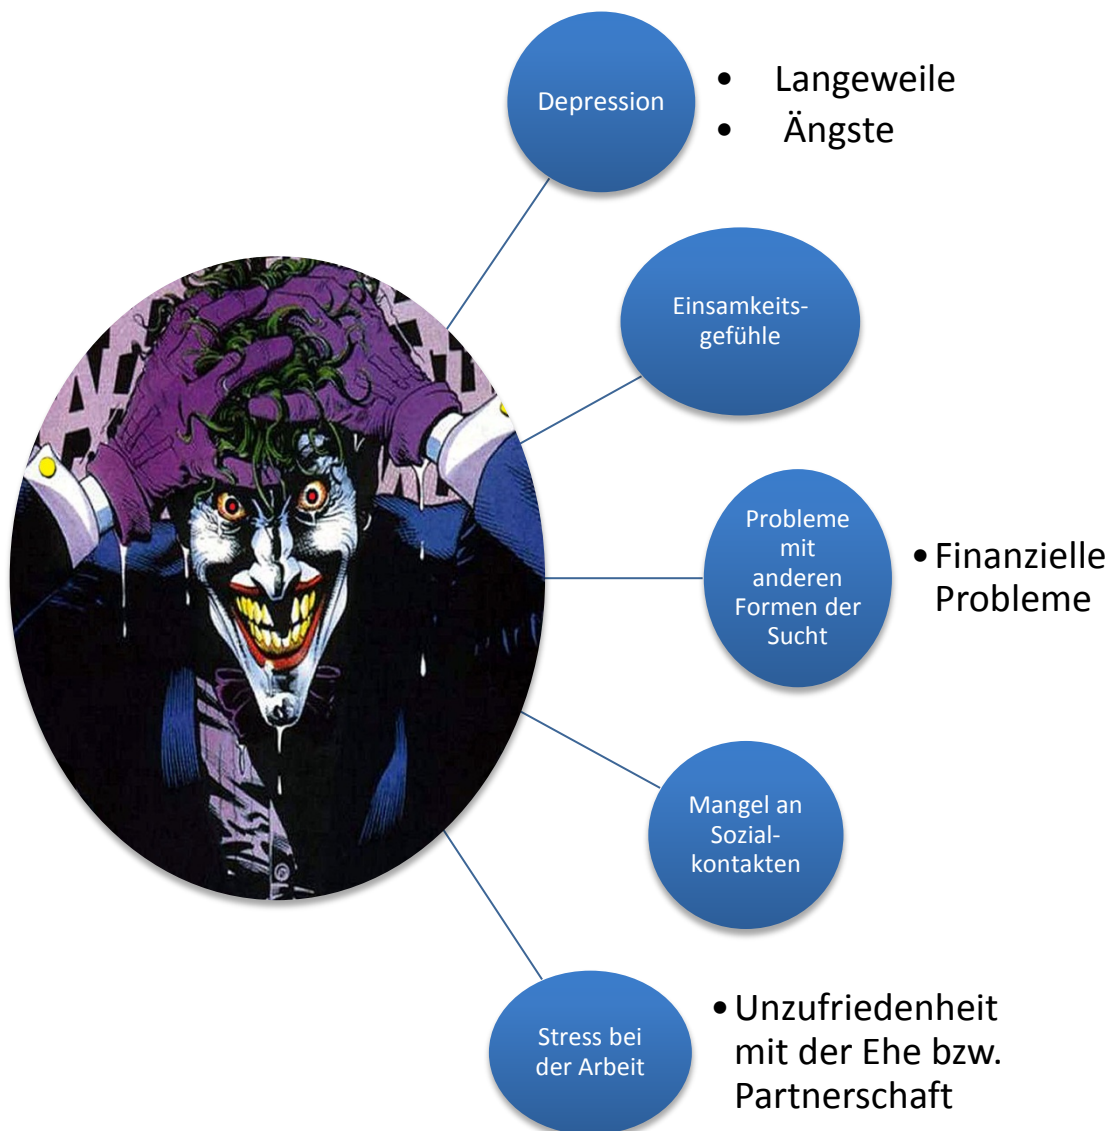 Depression
• Langeweile
• Ängste
Einsamkeits-
gefühle
Probleme
mit
anderen
Formen der
Sucht
• Finanzielle
Probleme
Mangel an
Sozial-
kontakten
Stress bei
der Arbeit
• Unzufriedenheit
mit der Ehe bzw.
Partnerschaft